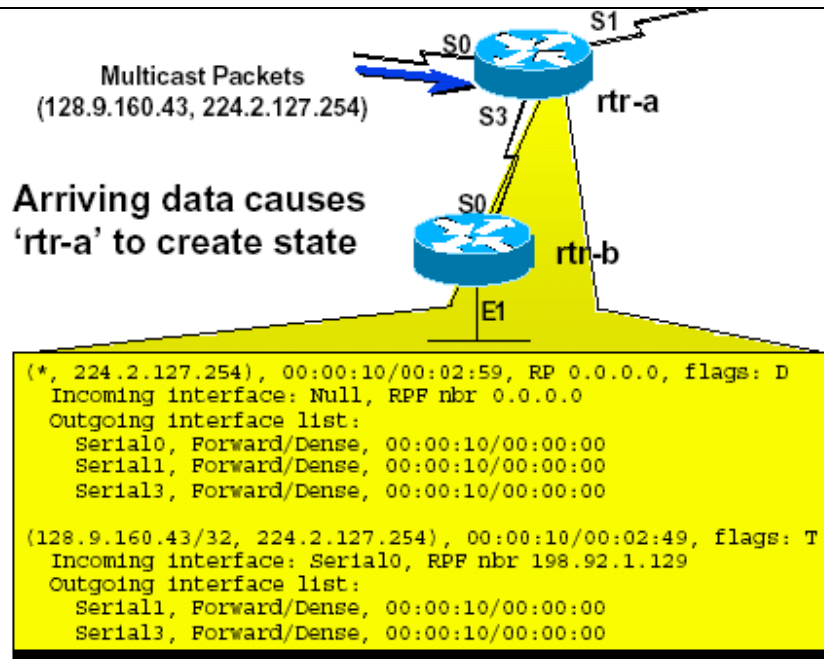 S1
S0
Multicast Packets
(128.9.160.43, 224.2.127.254)
rtr-a
S3
Arriving data causes
'rtr-a' to create state
S0
rtr-b
E1
(*, 224.2.127.254), 00:00:10/00:02:59, RP 0.0.0.0, flags: D
Incoming interface: Null, RPF nbr 0.0.0.0
Outgoing interface list:
Serial0, Forward/Dense, 00:00:10/00:00:00
Serial1, Forward/Dense, 00:00:10/00:00:00
Serial3, Forward/Dense, 00:00:10/00:00:00
(128.9.160.43/32, 224.2.127.254), 00:00:10/00:02:49, flags: T
Incoming interface: Serial0, RPF nbr 198.92.1.129
Outgoing interface list:
Serial1, Forward/Dense, 00:00:10/00:00:00
Serial3, Forward/Dense, 00:00:10/00:00:00